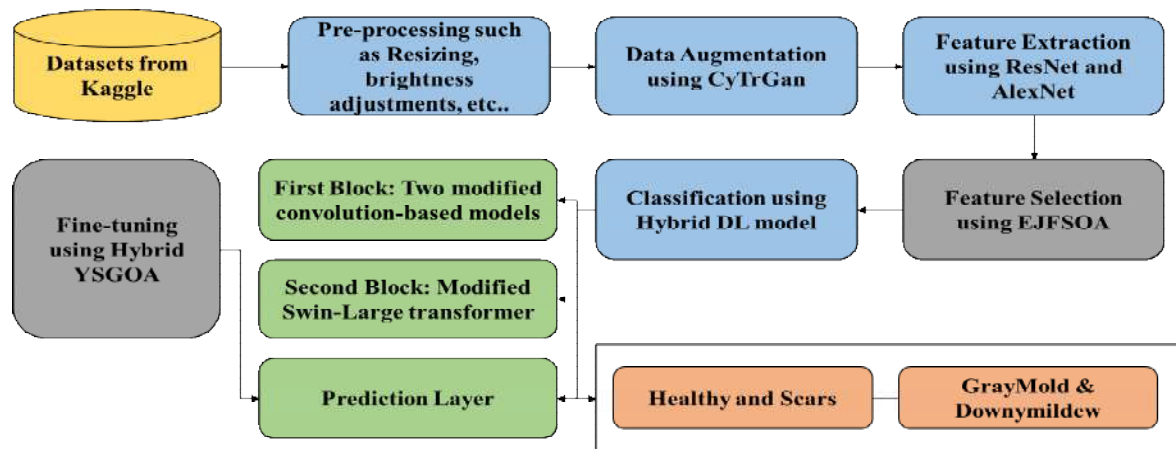 Datasets from
Kaggle
Pre-processing such
as Resizing,
brightness
adjustments, etc..
Data Augmentation
using CyTrGan
Feature Extraction
using ResNet and
AlexNet
Fine-tuning
using Hybrid
YSGOA
First Block: Two modified
convolution-based models
Classification using
Hybrid DL model
Feature Selection
using EJFSOA
Second Block: Modified
Swin-Large transformer
Prediction Layer
Healthy and Scars
GrayMold &
Downymildew